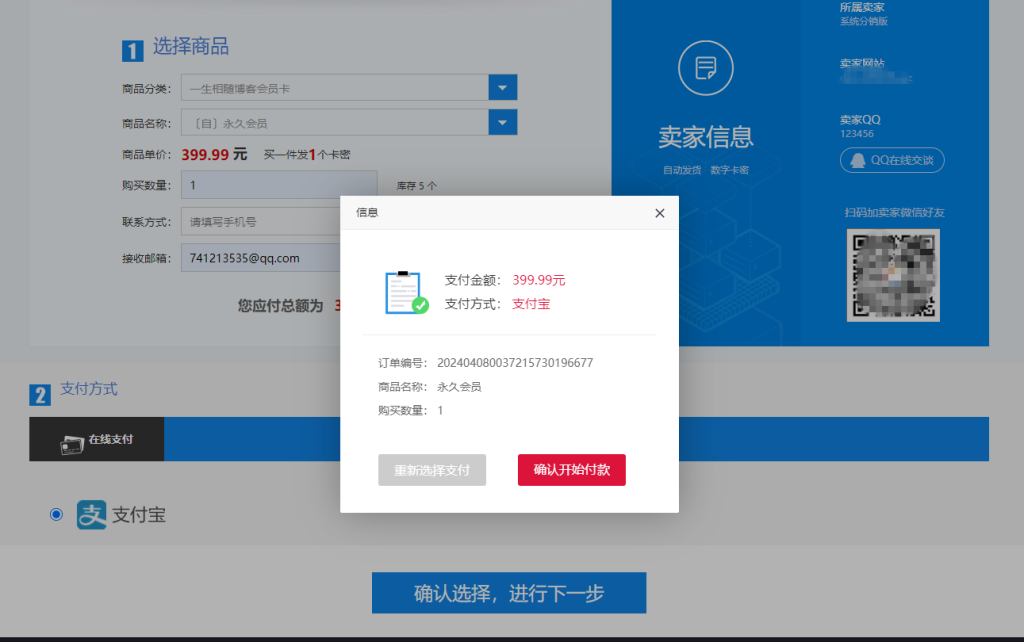 1 选择商品
商品分类： 一生相随博客会员卡
商品名称： 〔自〕永久会员
商品单价： 399.99 元 买一件发1个卡密
购买数量： 1 库存 5 个
联系方式： 请填写手机号
接收邮箱： 741213535@qq.com
您应付总额为 3
所属卖家
系统分销版
卖家网站
卖家QQ
123456
QQ在线交谈
扫码加卖家微信好友
卖家信息
自动发货 数字卡密
信息
支付金额： 399.99元
支付方式： 支付宝
订单编号： 202404080037215730196677
商品名称： 永久会员
购买数量： 1
重新选择支付 确认开始付款
2 支付方式
在线支付
支 支付宝
确认选择，进行下一步